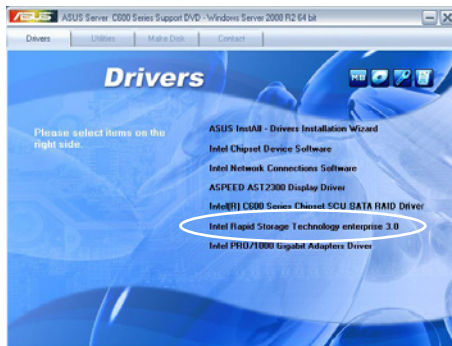 ASUS ASUS Server C600 Series Support DVD - Windows Server 2008 R2 64 bit
Drivers Utilities Make Disk Contact
Drivers
MB
Please select items on the
right side.
ASUS InstAll - Drivers Installation Wizard
Intel Chipset Device Software
Intel Network Connections Software
ASPEED AST2300 Display Driver
Intel(R) C600 Series Chipset SCU SATA RAID Driver
Intel Rapid Storage Technology enterprise 3.0
Intel PRO/1000 Gigabit Adapters Driver